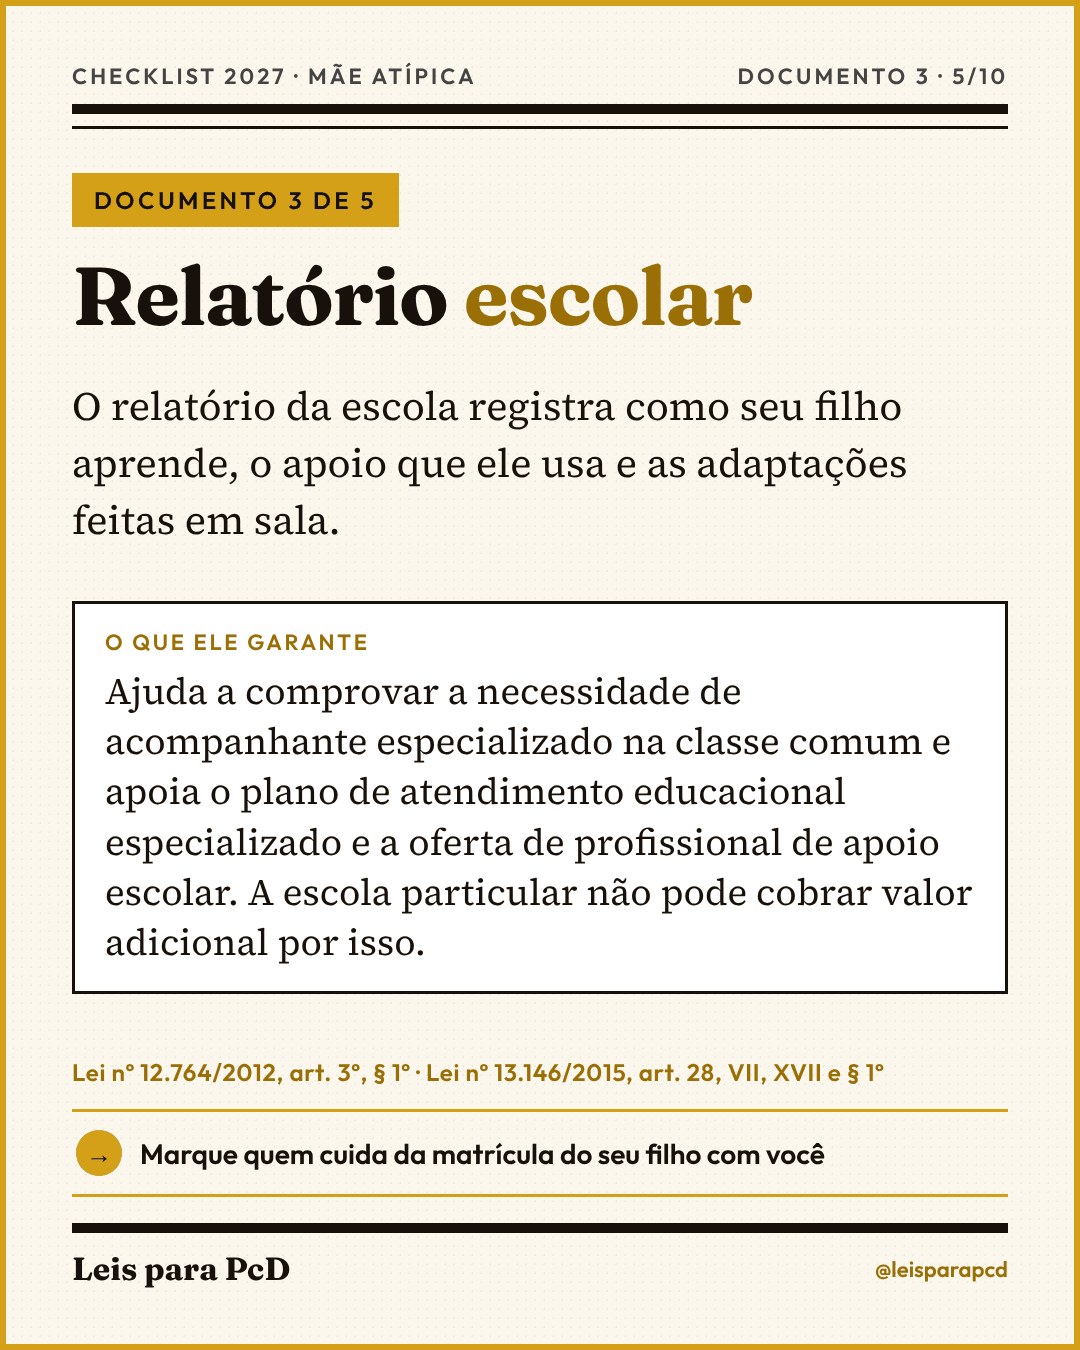 CHECKLIST 2027 · MÃE ATÍPICA
DOCUMENTO 3 · 5/10
DOCUMENTO 3 DE 5
Relatório escolar
O relatório da escola registra como seu filho
aprende, o apoio que ele usa e as adaptações
feitas em sala.
O QUE ELE GARANTE
Ajuda a comprovar a necessidade de
acompanhante especializado na classe comum e
apoia o plano de atendimento educacional
especializado e a oferta de profissional de apoio
escolar. A escola particular não pode cobrar valor
adicional por isso.
Lei nº 12.764/2012, art. 3º, § 1º · Lei nº 13.146/2015, art. 28, VII, XVII e § 1º
→ Marque quem cuida da matrícula do seu filho com você
Leis para PcD
@leisparapcd